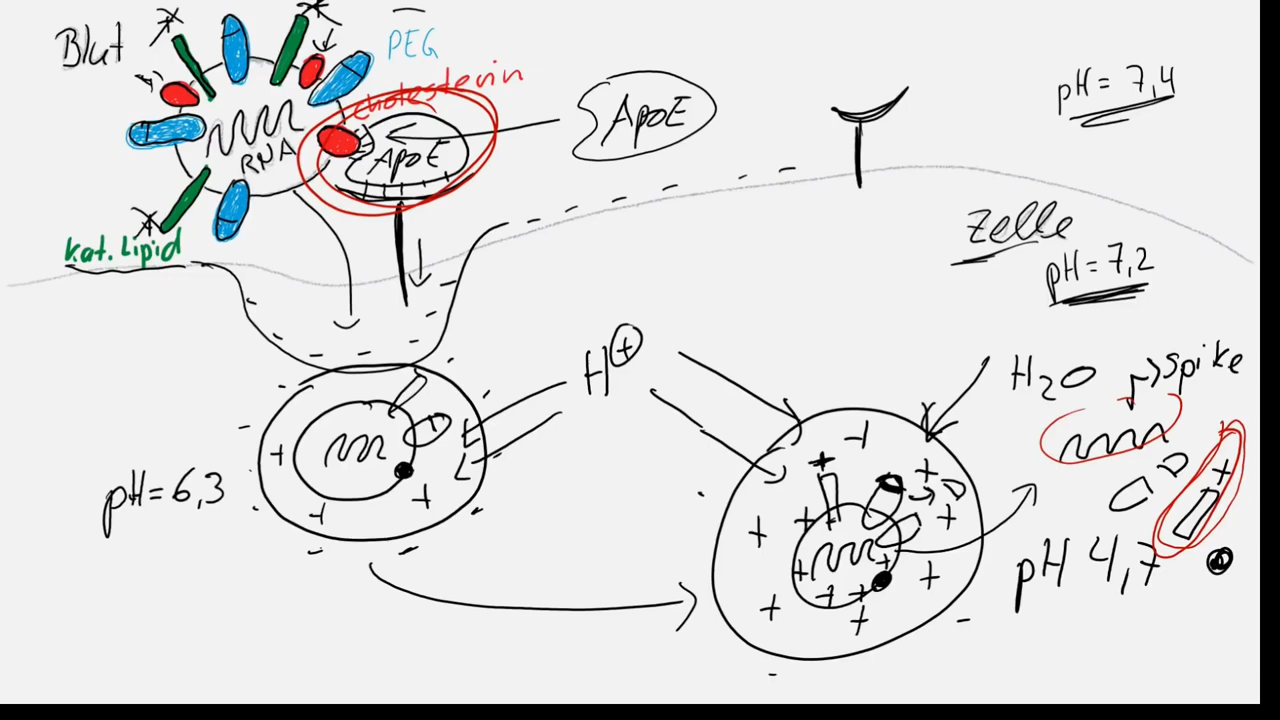 Blut
PEG
cholesterin
RNA
ApoE
ApoE
kat. Lipid
pH = 7,4
Zelle
pH = 7,2
H⊕
H₂O
Spike
pH = 6,3
pH 4,7